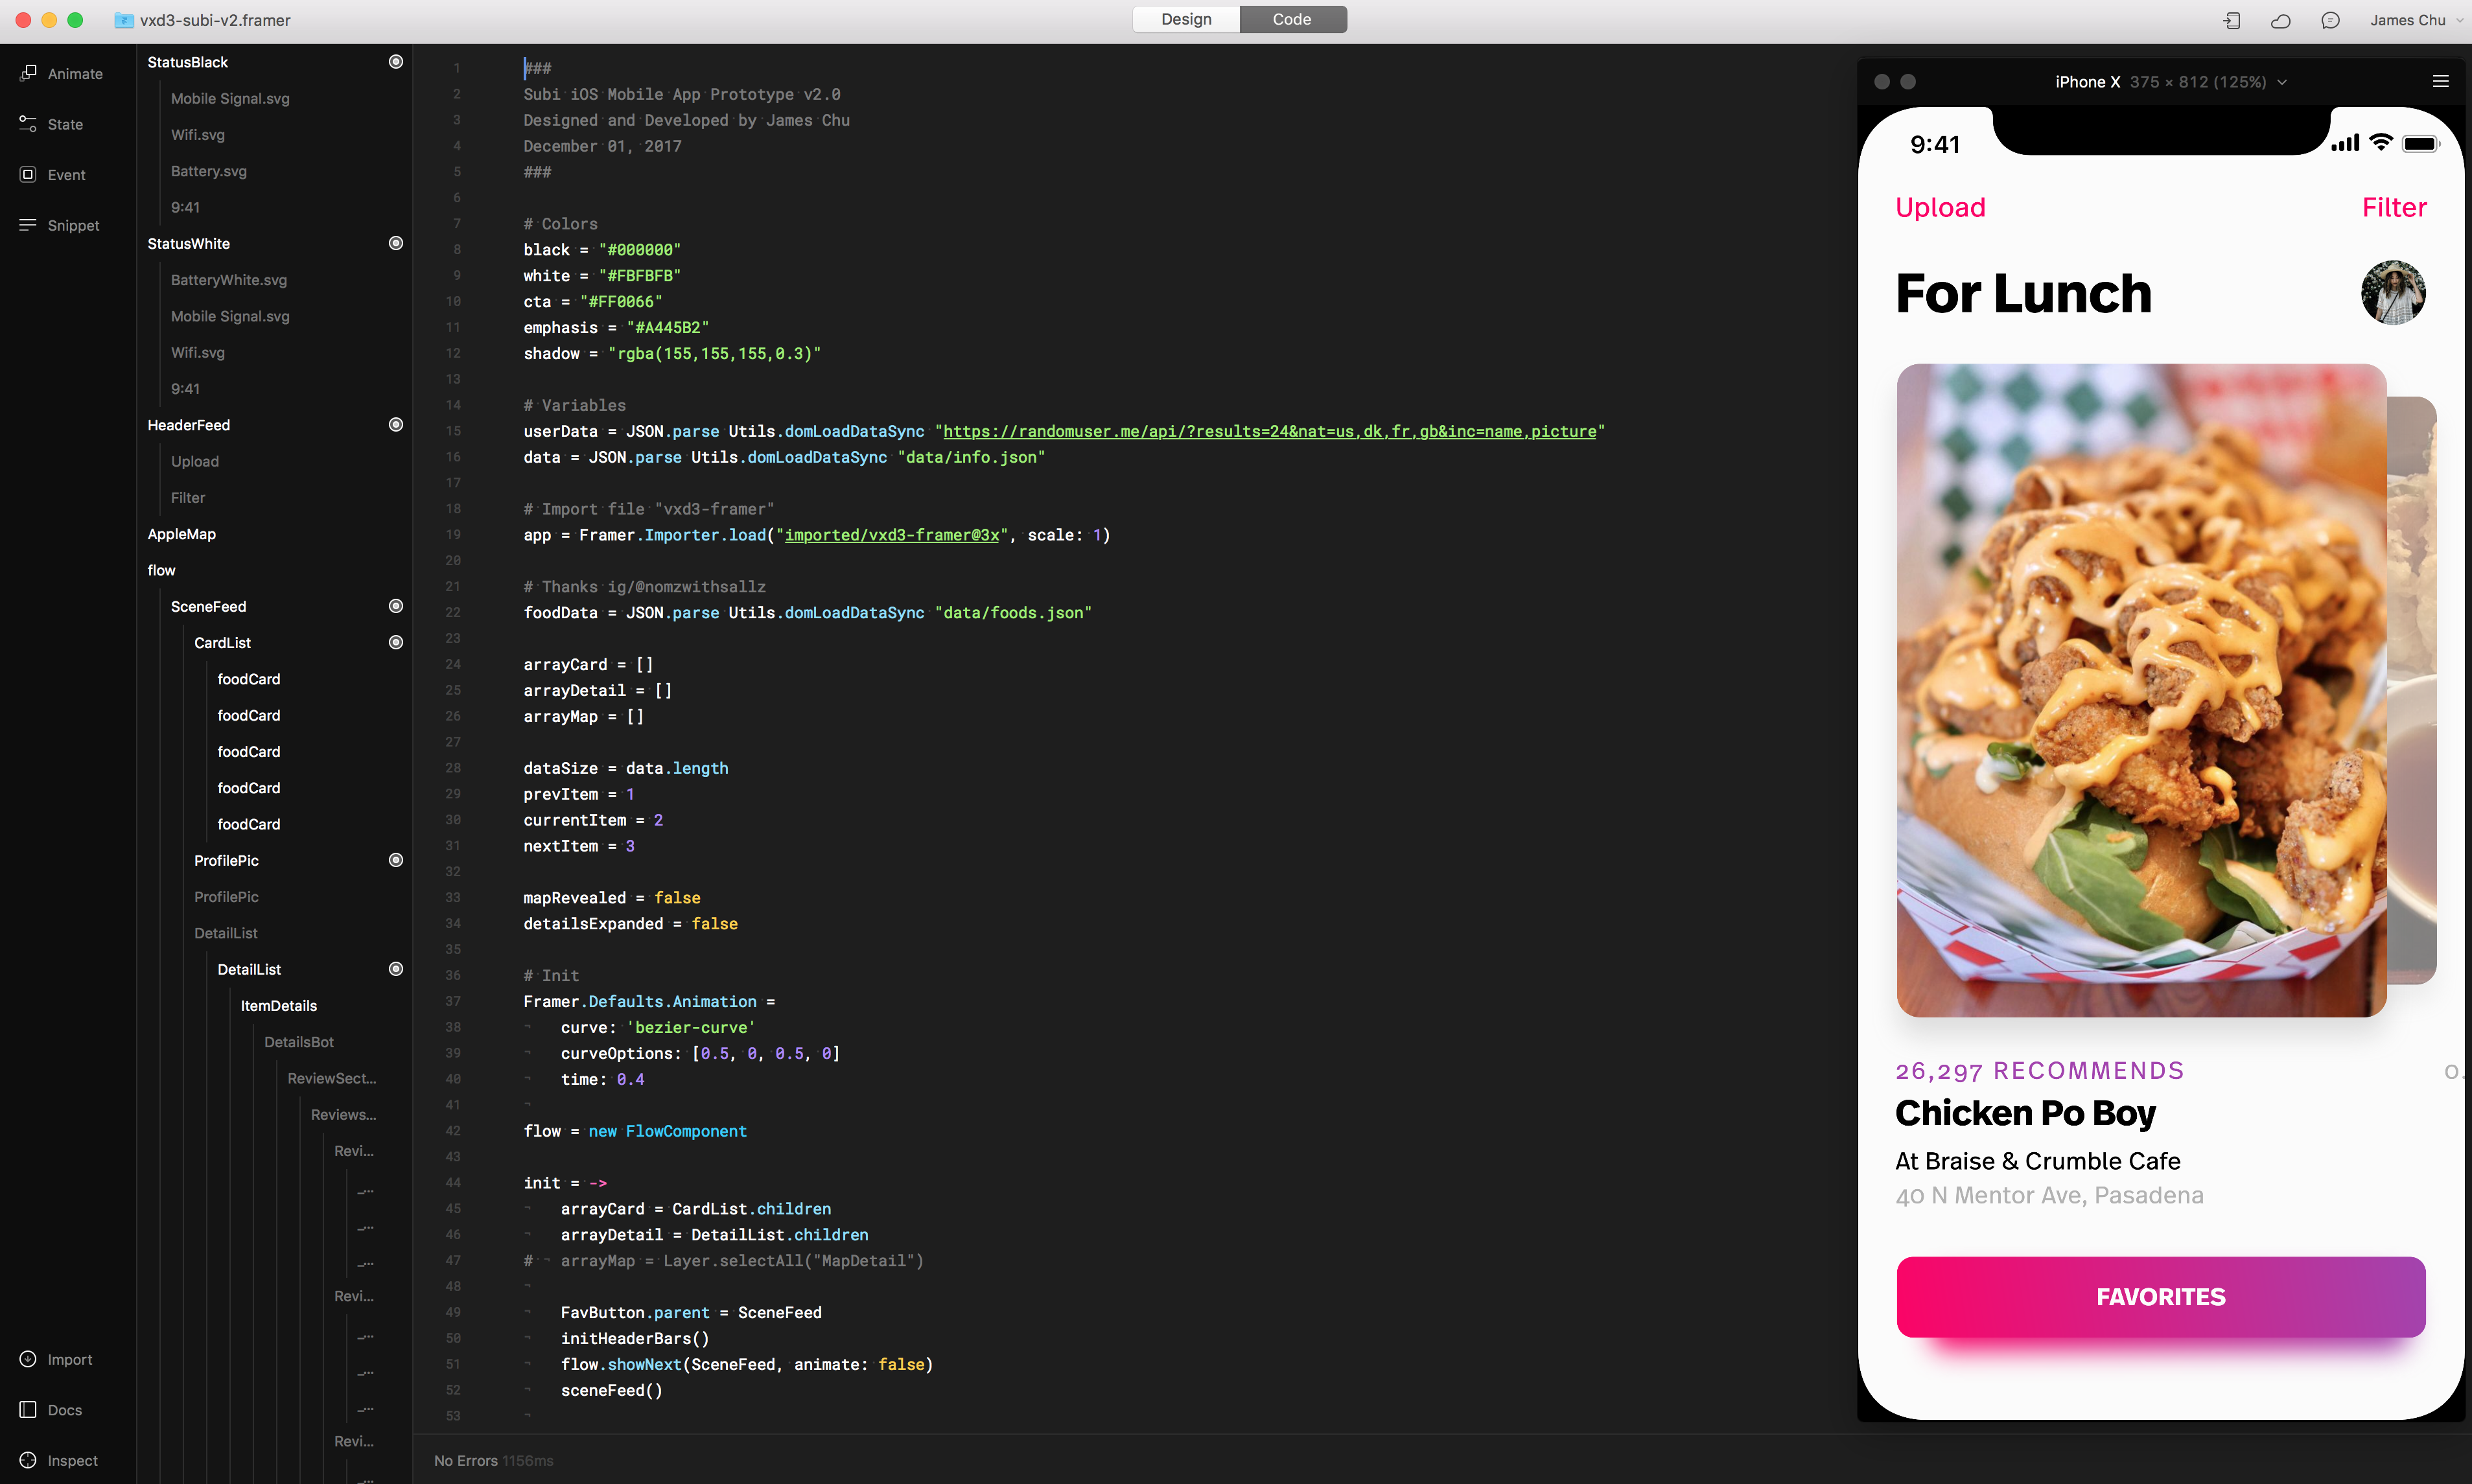 vxd3-subi-v2.framer
Design
Code
James Chu
Animate
State
Event
Snippet
Import
Docs
Inspect
StatusBlack
Mobile Signal.svg
Wifi.svg
Battery.svg
9:41
StatusWhite
BatteryWhite.svg
Mobile Signal.svg
Wifi.svg
9:41
HeaderFeed
Upload
Filter
AppleMap
flow
SceneFeed
CardList
foodCard
foodCard
foodCard
foodCard
foodCard
ProfilePic
ProfilePic
DetailList
DetailList
ItemDetails
DetailsBot
ReviewSect...
Reviews...
Revi...
_...
_...
_...
Revi...
_...
_...
_...
Revi...
_...
1 ###
2 Subi iOS Mobile App Prototype v2.0
3 Designed and Developed by James Chu
4 December 01, 2017
5 ###
6
7 # Colors
8 black = "#000000"
9 white = "#FBFBFB"
10 cta = "#FF0066"
11 emphasis = "#A445B2"
12 shadow = "rgba(155,155,155,0.3)"
13
14 # Variables
15 userData = JSON.parse Utils.domLoadDataSync "https://randomuser.me/api/?results=24&nat=us,dk,fr,gb&inc=name,picture"
16 data = JSON.parse Utils.domLoadDataSync "data/info.json"
17
18 # Import file "vxd3-framer"
19 app = Framer.Importer.load("imported/vxd3-framer@3x", scale: 1)
20
21 # Thanks ig/@nomzwithsallz
22 foodData = JSON.parse Utils.domLoadDataSync "data/foods.json"
23
24 arrayCard = []
25 arrayDetail = []
26 arrayMap = []
27
28 dataSize = data.length
29 prevItem = 1
30 currentItem = 2
31 nextItem = 3
32
33 mapRevealed = false
34 detailsExpanded = false
35
36 # Init
37 Framer.Defaults.Animation =
38 ¬ curve: 'bezier-curve'
39 ¬ curveOptions: [0.5, 0, 0.5, 0]
40 ¬ time: 0.4
41 ¬
42 flow = new FlowComponent
43
44 init = ->
45 ¬ arrayCard = CardList.children
46 ¬ arrayDetail = DetailList.children
47 # ¬ arrayMap = Layer.selectAll("MapDetail")
48 ¬
49 ¬ FavButton.parent = SceneFeed
50 ¬ initHeaderBars()
51 ¬ flow.showNext(SceneFeed, animate: false)
52 ¬ sceneFeed()
53 ¬
No Errors 1156ms
iPhone X 375 × 812 (125%)
9:41
Upload
Filter
For Lunch
26,297 RECOMMENDS
0.
Chicken Po Boy
At Braise & Crumble Cafe
40 N Mentor Ave, Pasadena
FAVORITES